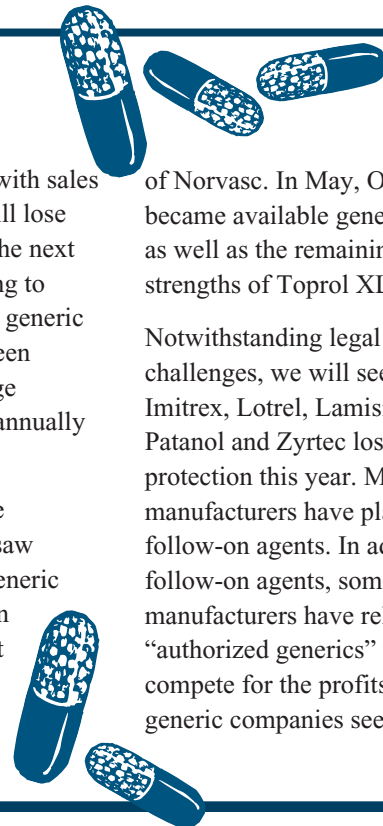 with sales
lose
he next
g to
generic
een
ge
annually
e
saw
eneric
n
t
of Norvasc. In May, O
became available gene
as well as the remainin
strengths of Toprol XL
Notwithstanding legal
challenges, we will see
Imitrex, Lotrel, Lamis
Patanol and Zyrtec los
protection this year. M
manufacturers have pla
follow-on agents. In ad
follow-on agents, som
manufacturers have rel
“authorized generics”
compete for the profits
generic companies see